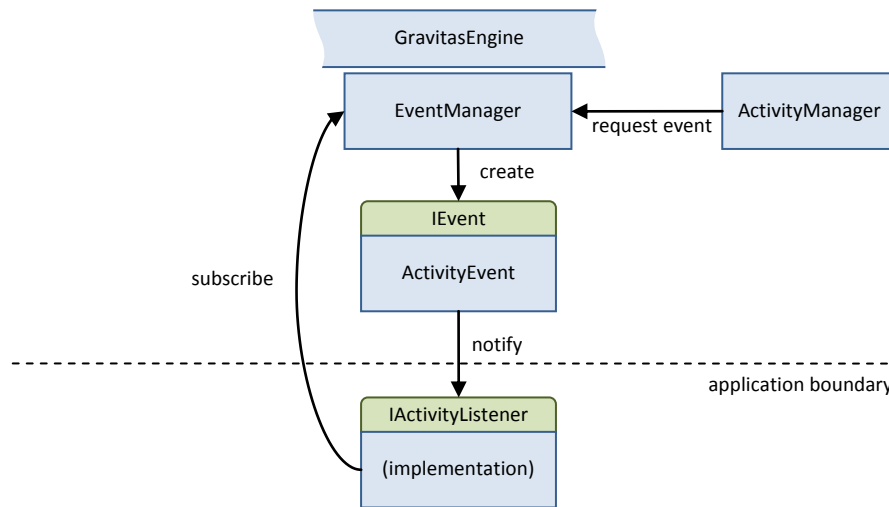 GravitasEngine
EventManager
ActivityManager
request event
create
IEvent
ActivityEvent
subscribe
notify
application boundary
IActivityListener
(implementation)